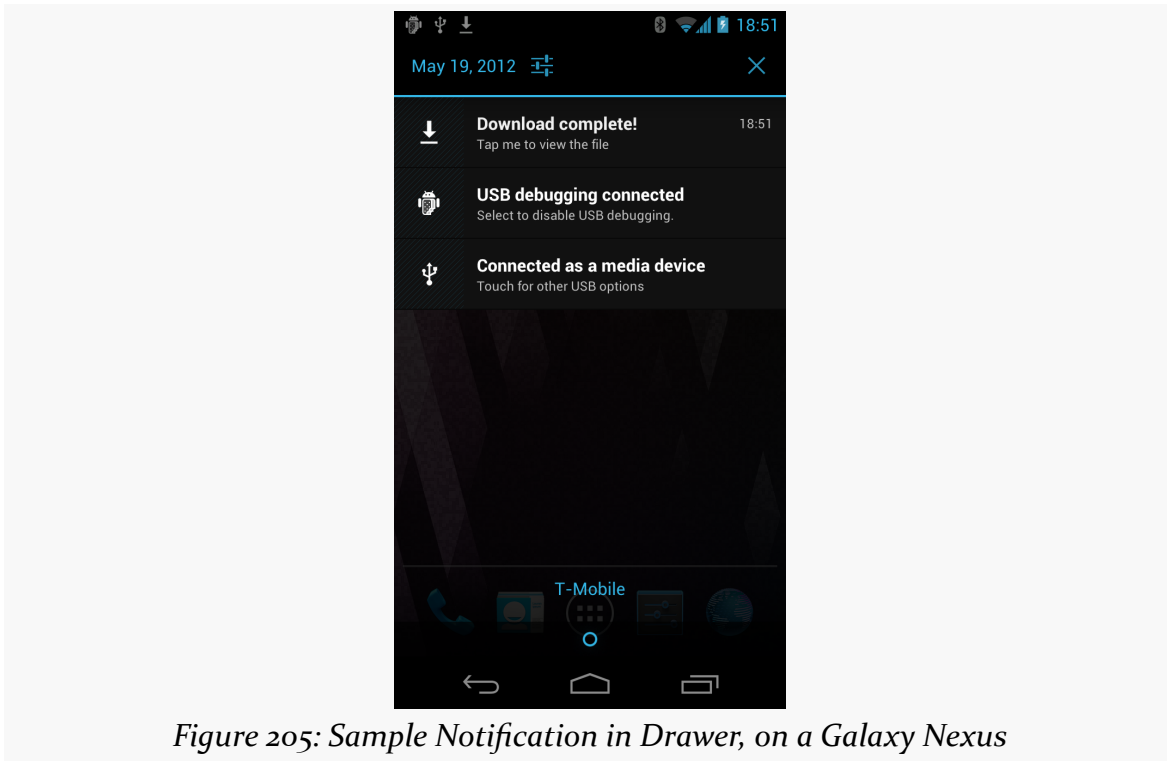 18:51
May 19, 2012
Download complete! 18:51
Tap me to view the file
USB debugging connected
Select to disable USB debugging.
Connected as a media device
Touch for other USB options
T-Mobile
Figure 205: Sample Notification in Drawer, on a Galaxy Nexus